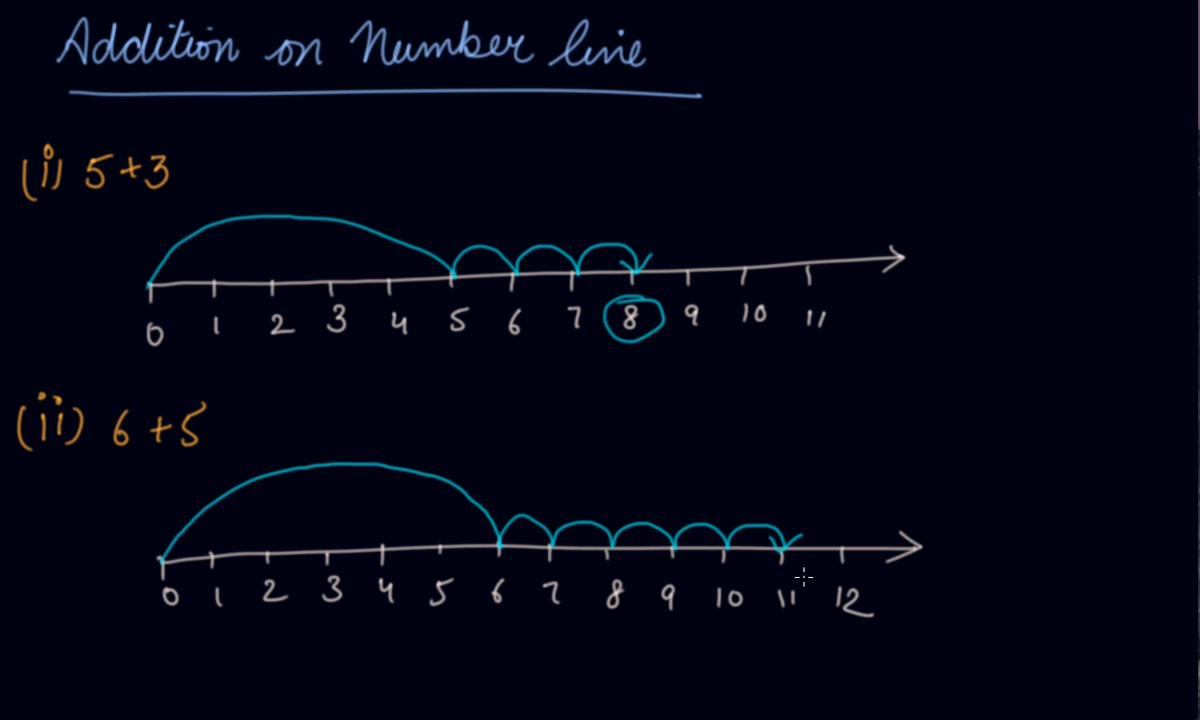 Addition on Number line
(i) 5+3
0 1 2 3 4 5 6 7 8 9 10 11
(ii) 6+5
0 1 2 3 4 5 6 7 8 9 10 11 12